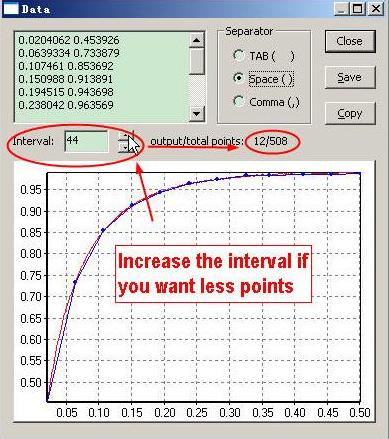 Data
0.0204062 0.453926
0.0639334 0.733879
0.107461 0.853692
0.150988 0.913891
0.194515 0.943698
0.238042 0.963569
Separator
TAB ( )
Space ( )
Comma (,)
Close
Save
Copy
Interval: 44 output/total points: 12/508
0.95
0.90
0.85
0.80
0.75
0.70
0.65
0.60
0.55
0.50
Increase the interval if
you want less points
0.05 0.10 0.15 0.20 0.25 0.30 0.35 0.40 0.45 0.50